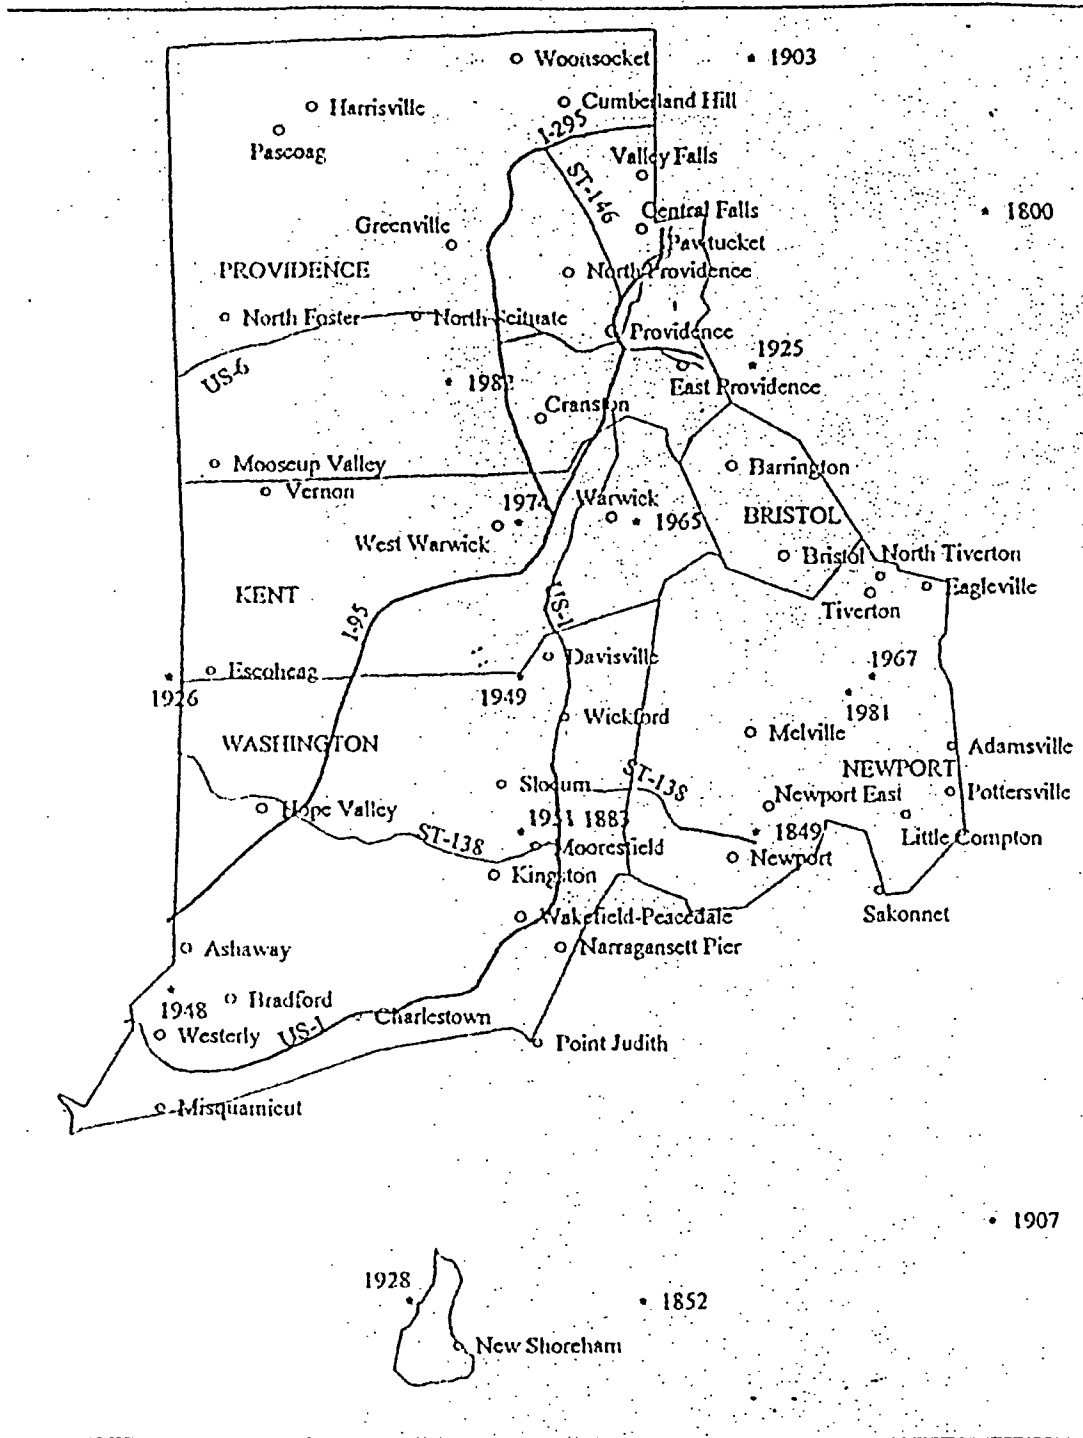 Woonsocket
1903
Harrisville
Cumberland Hill
Pascoag
I-295
Valley Falls
ST-146
Central Falls
1800
Greenville
Pawtucket
PROVIDENCE
North Providence
North Foster
North Scituate
Providence
1925
US-6
1982
East Providence
Cranston
Mooseup Valley
Barrington
Vernon
1974
Warwick
1965
BRISTOL
West Warwick
Bristol
North Tiverton
KENT
Eagleville
Tiverton
I-95
US-1
Escoheag
Davisville
1967
1926
1949
1981
Wickford
Melville
WASHINGTON
Adamsville
NEWPORT
Slocum
ST-138
Newport East
Pottersville
Hope Valley
1951 1883
1849
Little Compton
ST-138
Mooresfield
Newport
Kingston
Wakefield-Peacedale
Sakonnet
Ashaway
Narragansett Pier
1948
Bradford
Charlestown
Westerly
US-1
Point Judith
Misquamicut
1907
1928
1852
New Shoreham